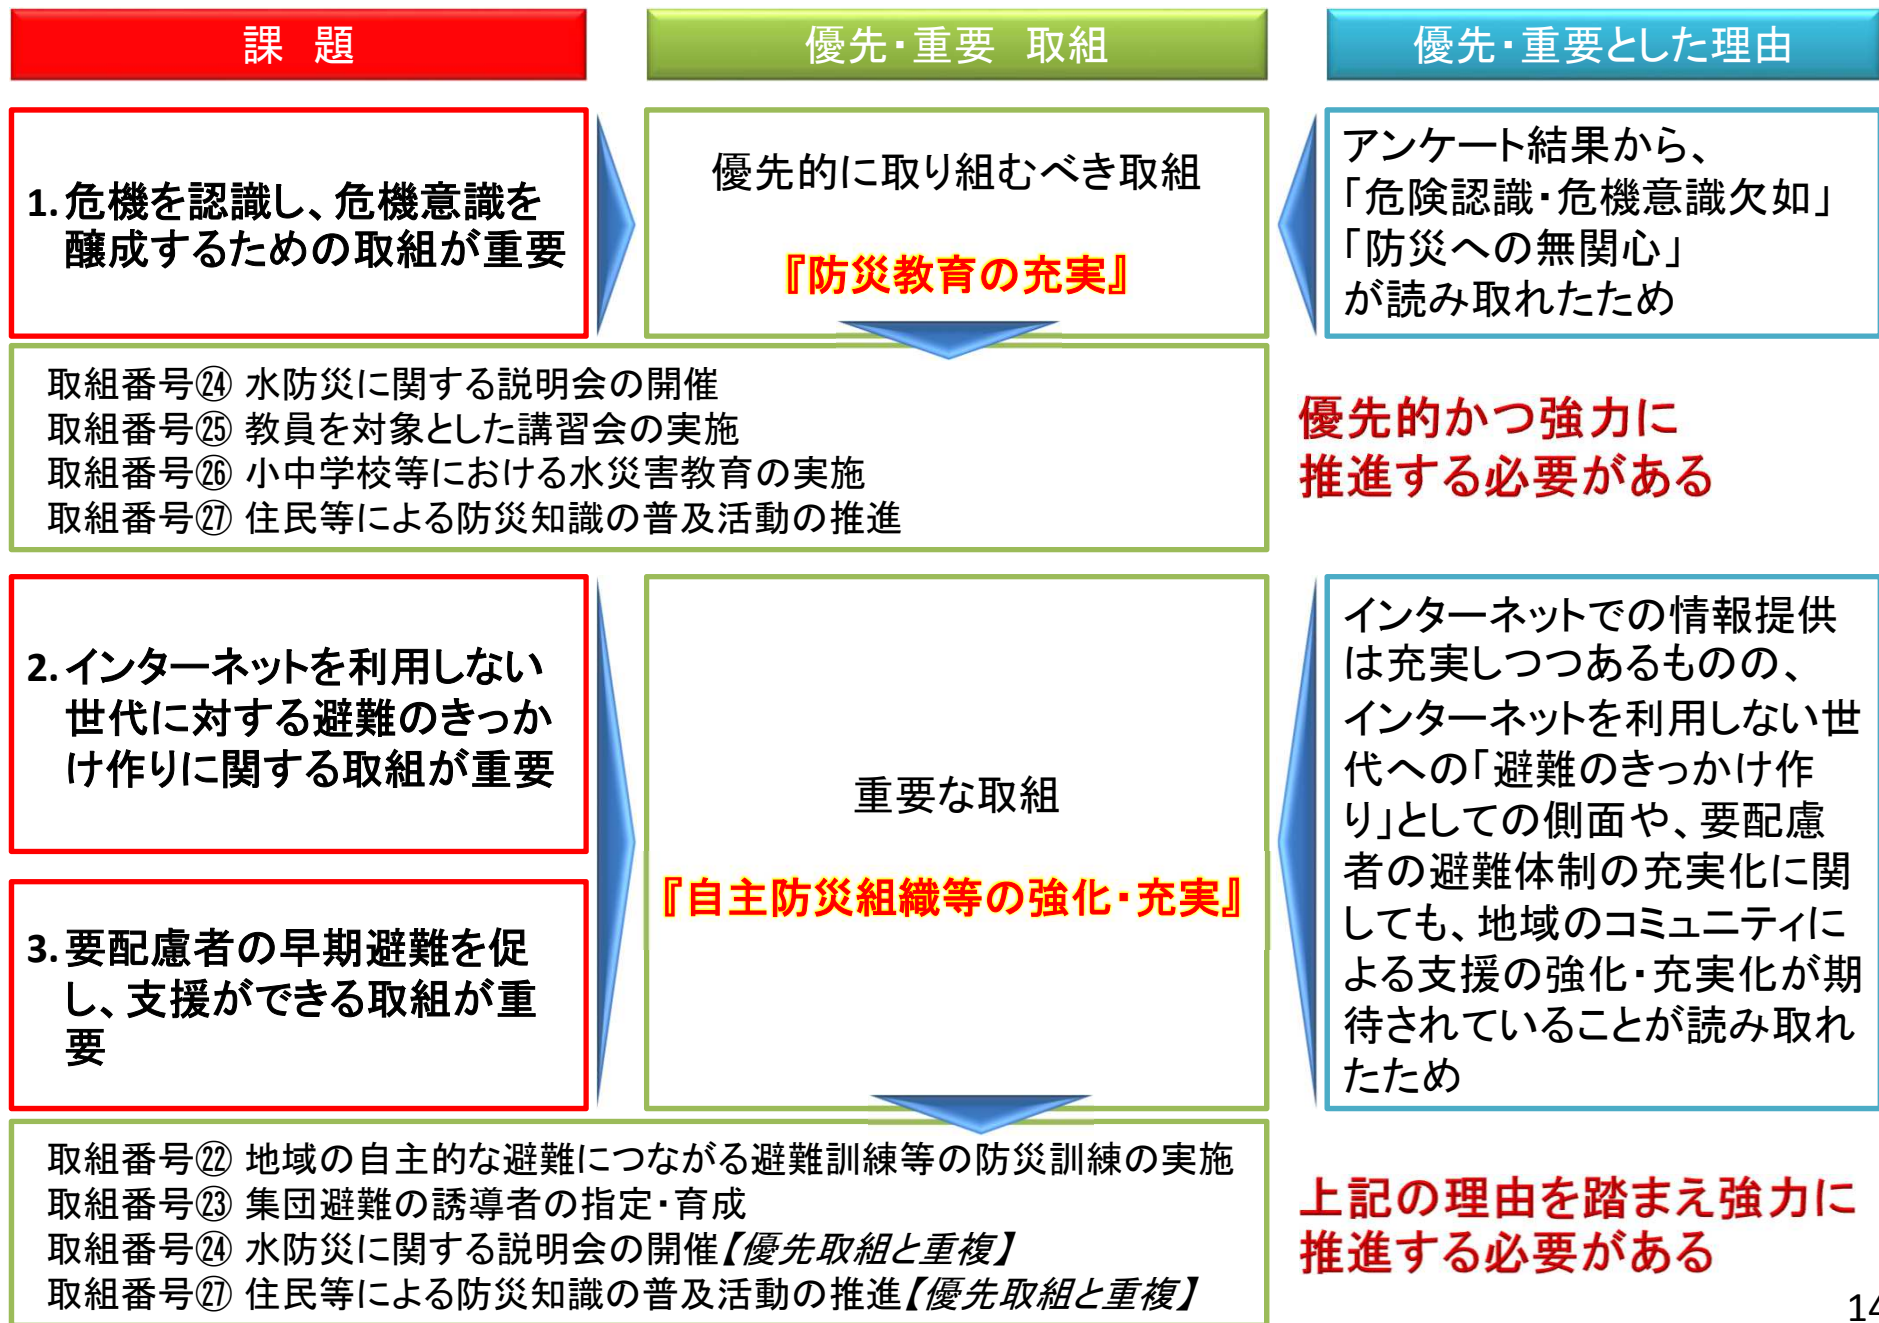 課 題
優先・重要 取組
優先・重要とした理由
1. 危機を認識し、危機意識を
醸成するための取組が重要
優先的に取り組むべき取組
『防災教育の充実』
アンケート結果から、
「危険認識・危機意識欠如」
「防災への無関心」
が読み取れたため
取組番号㉔ 水防災に関する説明会の開催
取組番号㉕ 教員を対象とした講習会の実施
取組番号㉖ 小中学校等における水災害教育の実施
取組番号㉗ 住民等による防災知識の普及活動の推進
優先的かつ強力に
推進する必要がある
2. インターネットを利用しない
世代に対する避難のきっか
け作りに関する取組が重要
3. 要配慮者の早期避難を促
し、支援ができる取組が重
要
重要な取組
『自主防災組織等の強化・充実』
インターネットでの情報提供
は充実しつつあるものの、
インターネットを利用しない世
代への「避難のきっかけ作
り」としての側面や、要配慮
者の避難体制の充実化に関
しても、地域のコミュニティに
よる支援の強化・充実化が期
待されていることが読み取れ
たため
取組番号㉒ 地域の自主的な避難につながる避難訓練等の防災訓練の実施
取組番号㉓ 集団避難の誘導者の指定・育成
取組番号㉔ 水防災に関する説明会の開催【優先取組と重複】
取組番号㉗ 住民等による防災知識の普及活動の推進【優先取組と重複】
上記の理由を踏まえ強力に
推進する必要がある
14